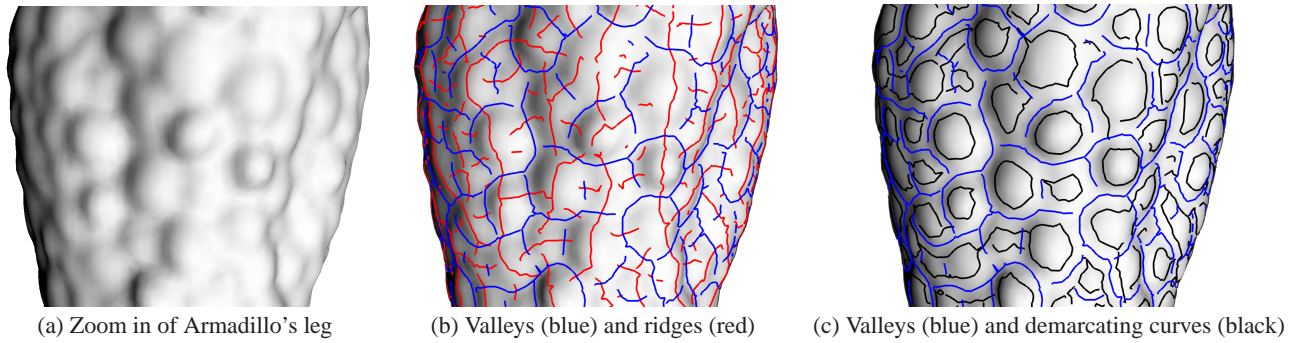 (a) Zoom in of Armadillo's leg
(b) Valleys (blue) and ridges (red)
(c) Valleys (blue) and demarcating curves (black)